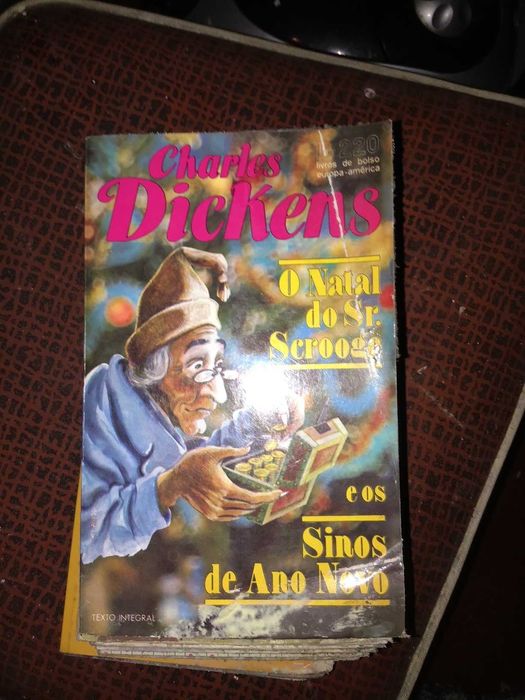 Charles
Dickens
220
livros de bolso
europa-américa
O Natal
do Sr.
Scrooge
e os
Sinos
de Ano Novo
TEXTO INTEGRAL